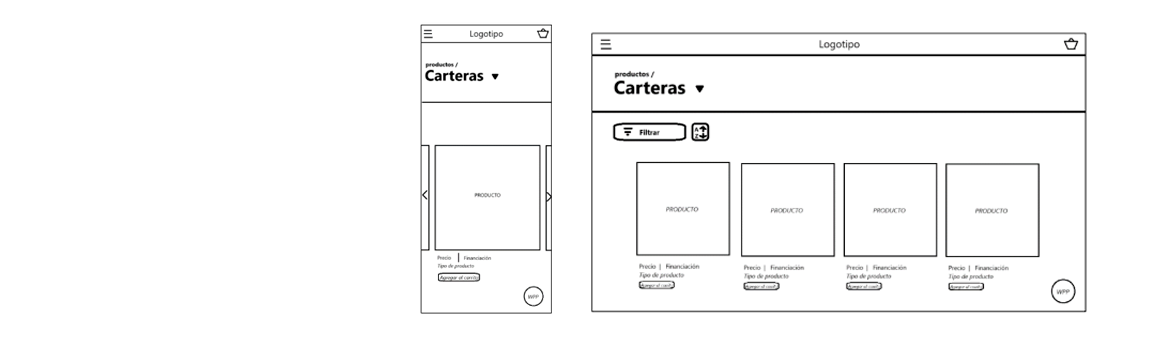 Logotipo
productos /
Carteras
PRODUCTO
Precio | Financiación
Tipo de producto
Agregar al carrito
WPP
Logotipo
productos /
Carteras
Filtrar
A
Z
PRODUCTO PRODUCTO PRODUCTO PRODUCTO
Precio | Financiación Precio | Financiación Precio | Financiación Precio | Financiación
Tipo de producto Tipo de producto Tipo de producto Tipo de producto
Agregar al carrito Agregar al carrito Agregar al carrito Agregar al carrito
WPP